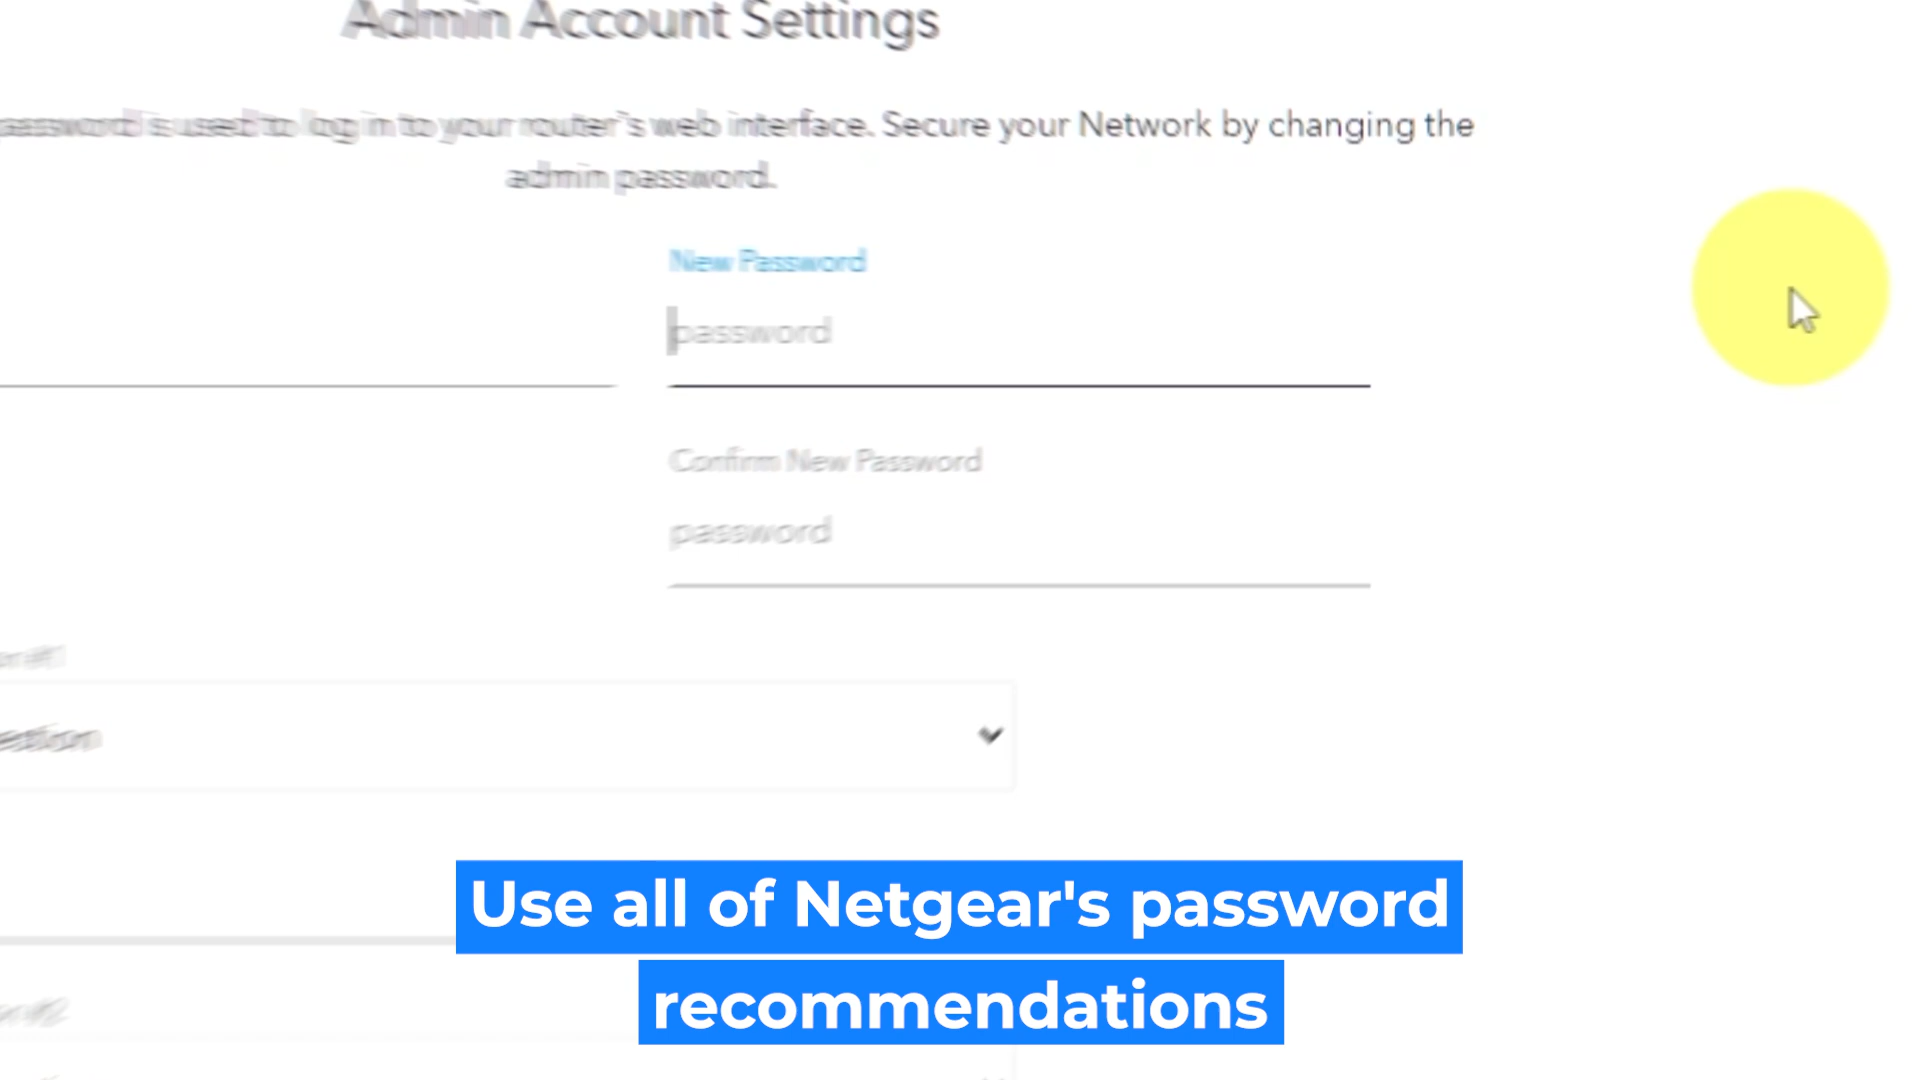 Admin Account Settings
password is used to log in to your router's web interface. Secure your Network by changing the
admin password.
New Password
password
Confirm New Password
password
Use all of Netgear's password
recommendations